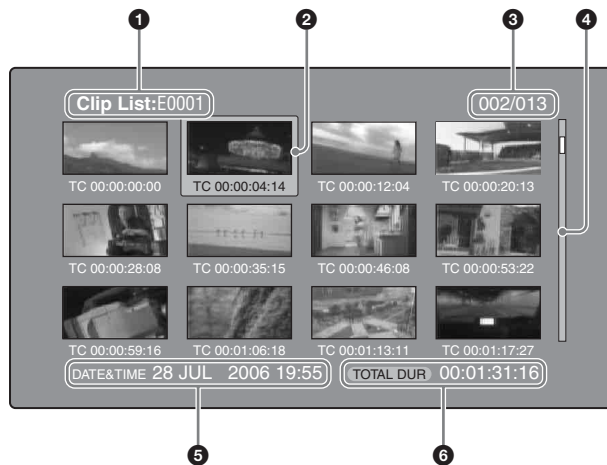 1 2 3 4
Clip List:E0001 002/013
TC 00:00:00:00 TC 00:00:04:14 TC 00:00:12:04 TC 00:00:20:13
TC 00:00:28:08 TC 00:00:35:15 TC 00:00:46:08 TC 00:00:53:22
TC 00:00:59:16 TC 00:01:06:18 TC 00:01:13:11 TC 00:01:17:27
DATE&TIME 28 JUL 2006 19:55 TOTAL DUR 00:01:31:16
5 6